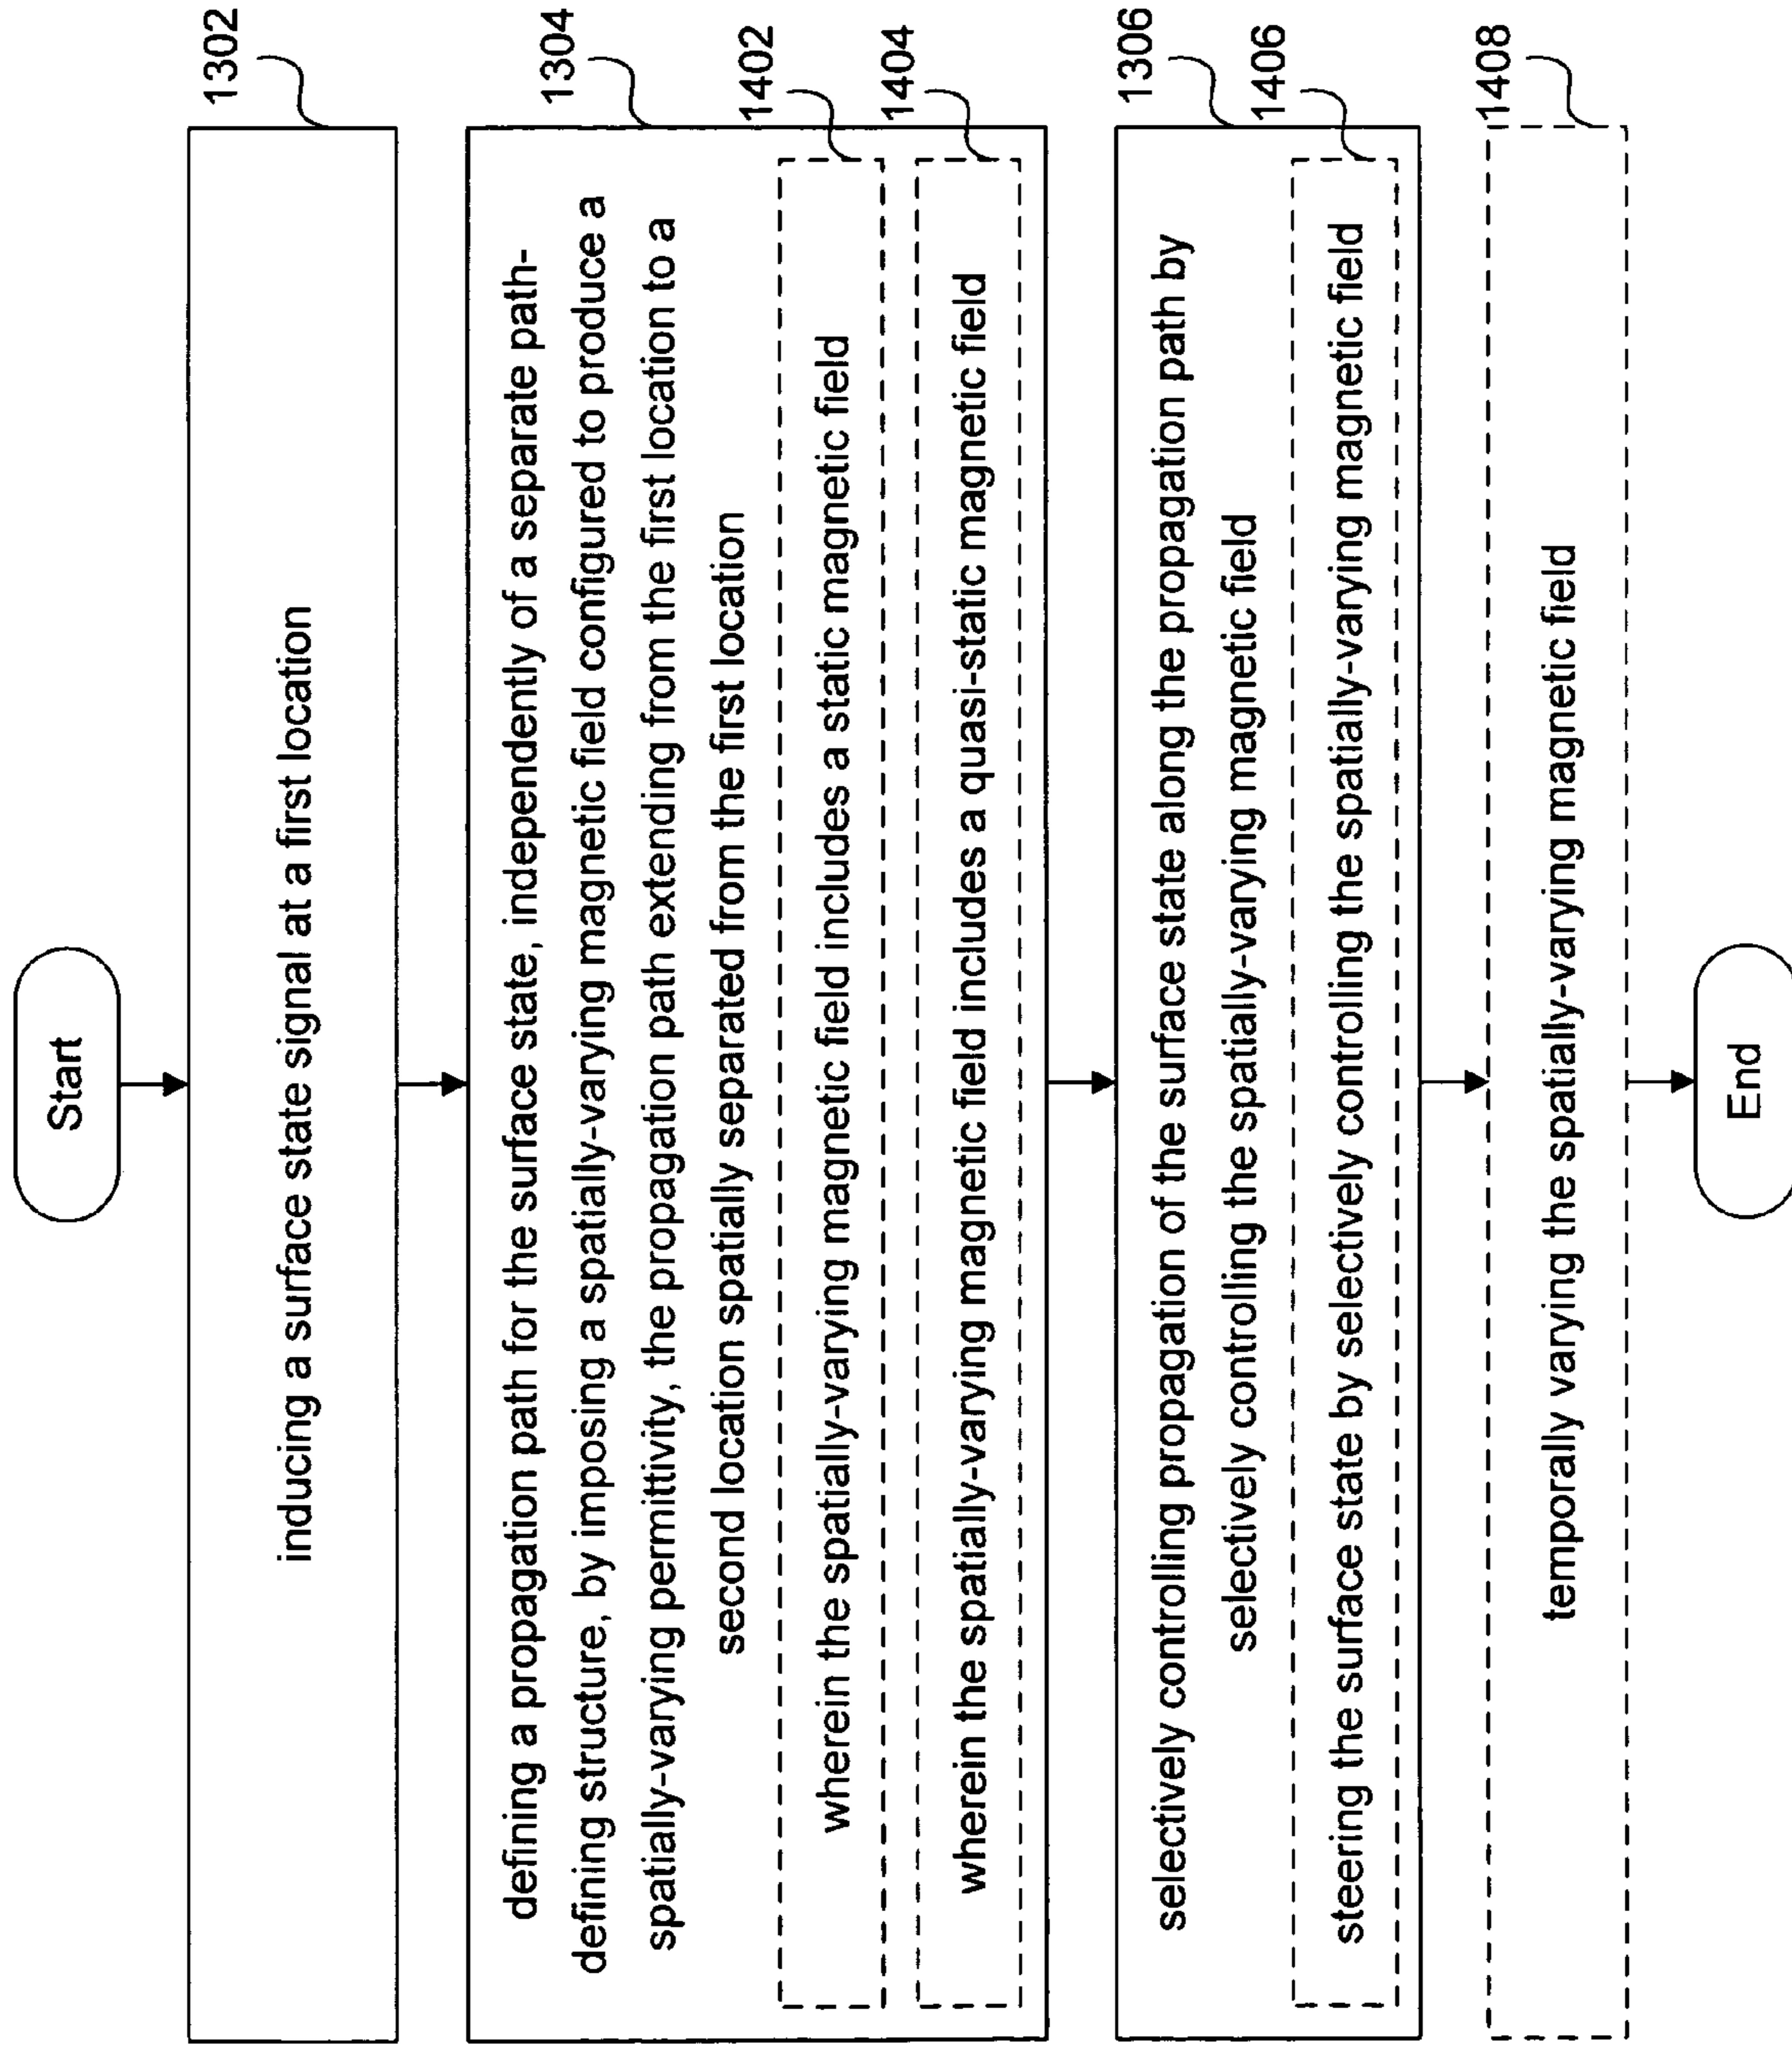 Start
1302
inducing a surface state signal at a first location
1304
defining a propagation path for the surface state, independently of a separate path-
defining structure, by imposing a spatially-varying magnetic field configured to produce a
spatially-varying permittivity, the propagation path extending from the first location to a
second location spatially separated from the first location
1402
wherein the spatially-varying magnetic field includes a static magnetic field
1404
wherein the spatially-varying magnetic field includes a quasi-static magnetic field
1306
selectively controlling propagation of the surface state along the propagation path by
selectively controlling the spatially-varying magnetic field
1406
steering the surface state by selectively controlling the spatially-varying magnetic field
1408
temporally varying the spatially-varying magnetic field
End